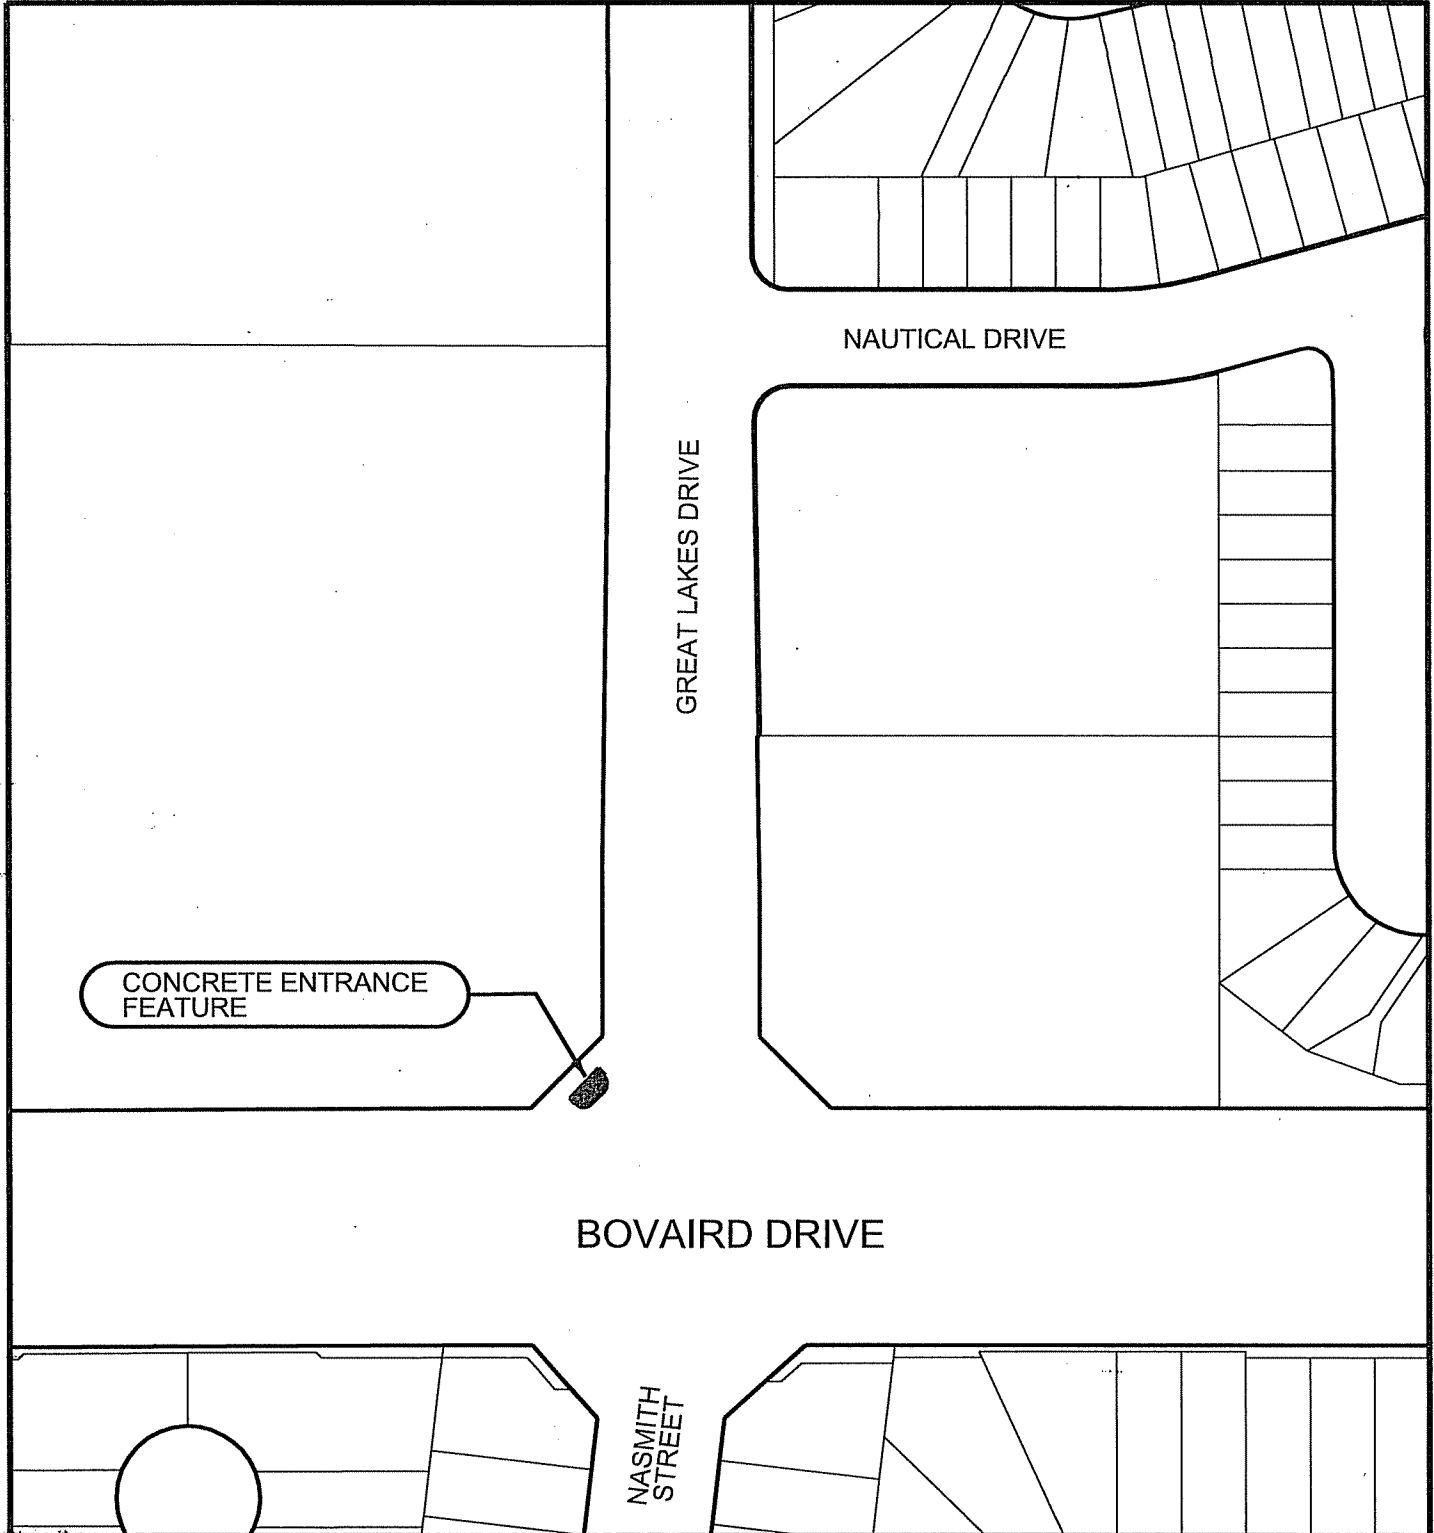 NAUTICAL DRIVE
GREAT LAKES DRIVE
CONCRETE ENTRANCE
FEATURE
BOVAIRD DRIVE
NASMITH
STREET